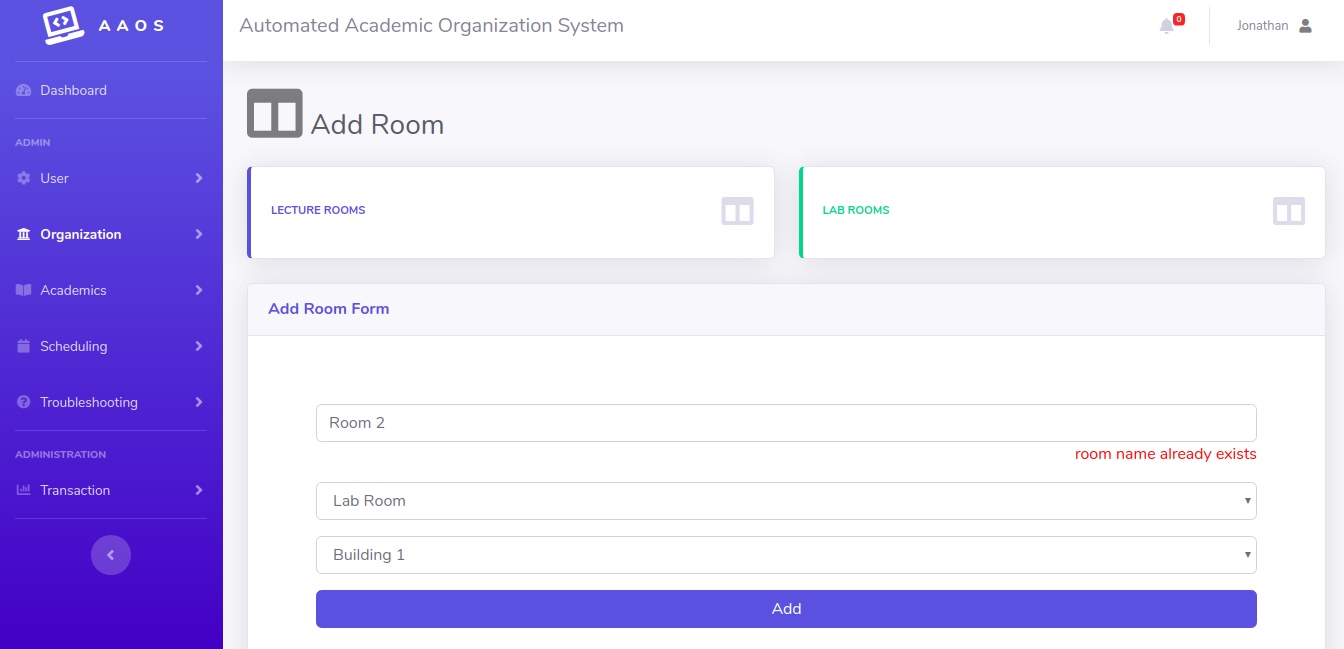 AAOS
Automated Academic Organization System
0
Jonathan
Dashboard
ADMIN
User
Organization
Academics
Scheduling
Troubleshooting
ADMINISTRATION
Transaction
Add Room
LECTURE ROOMS
LAB ROOMS
Add Room Form
Room 2
room name already exists
Lab Room
Building 1
Add